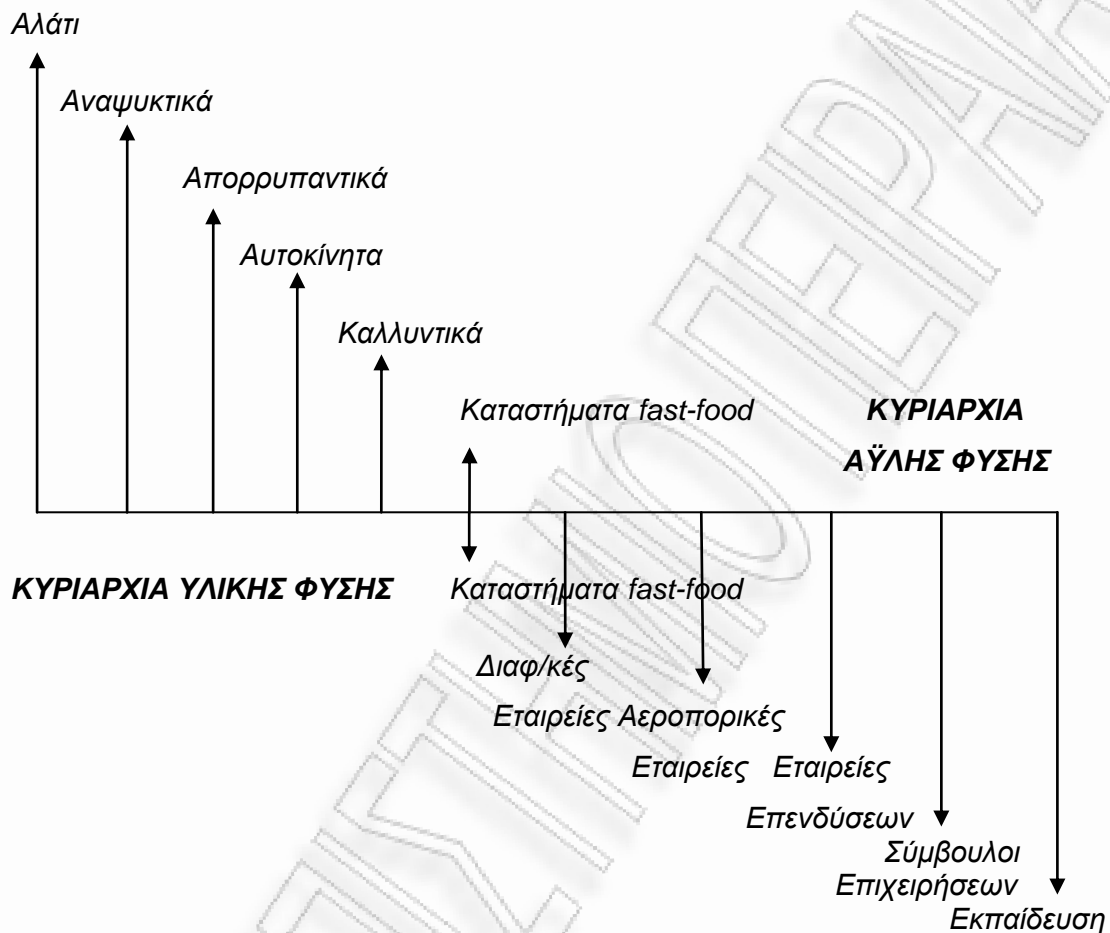 Αλάτι
Αναψυκτικά
Απορρυπαντικά
Αυτοκίνητα
Καλλυντικά
Καταστήματα fast-food
ΚΥΡΙΑΡΧΙΑ
ΑΫΛΗΣ ΦΥΣΗΣ
ΚΥΡΙΑΡΧΙΑ ΥΛΙΚΗΣ ΦΥΣΗΣ
Καταστήματα fast-food
Διαφ/κές
Εταιρείες
Αεροπορικές
Εταιρείες
Εταιρείες
Επενδύσεων
Σύμβουλοι
Επιχειρήσεων
Εκπαίδευση